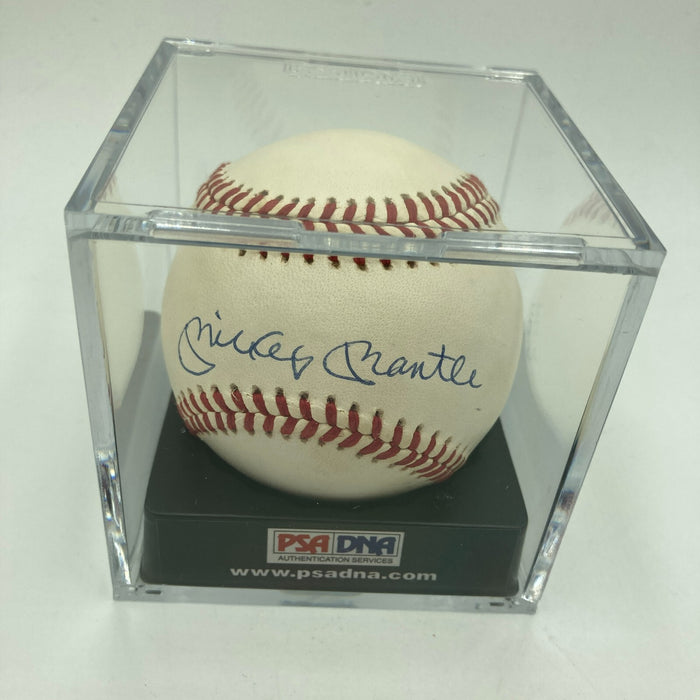 Mickey Mantle
PSA DNA
AUTHENTICATION SERVICES
www.psadna.com